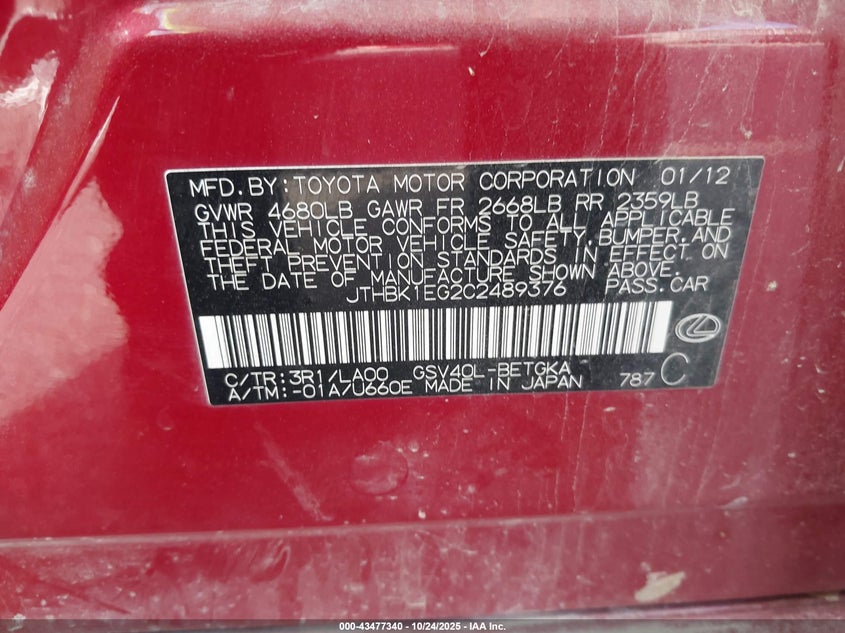 MFD.BY:TOYOTA MOTOR CORPORATION 01/12
GVWR 4680LB GAWR FR 2668LB RR 2359LB
THIS VEHICLE CONFORMS TO ALL APPLICABLE
FEDERAL MOTOR VEHICLE SAFETY,BUMPER,AND
THEFT PREVENTION STANDARDS IN EFFECT ON
THE DATE OF MANUFACTURE SHOWN ABOVE.
JTHBK1EG2C2489376 PASS.CAR
C/TR:3R1/LA00 GSV40L-BETGKA
A/TM:-01A/U660E MADE IN JAPAN 787 C
000-43477340 - 10/24/2025 - IAA Inc.